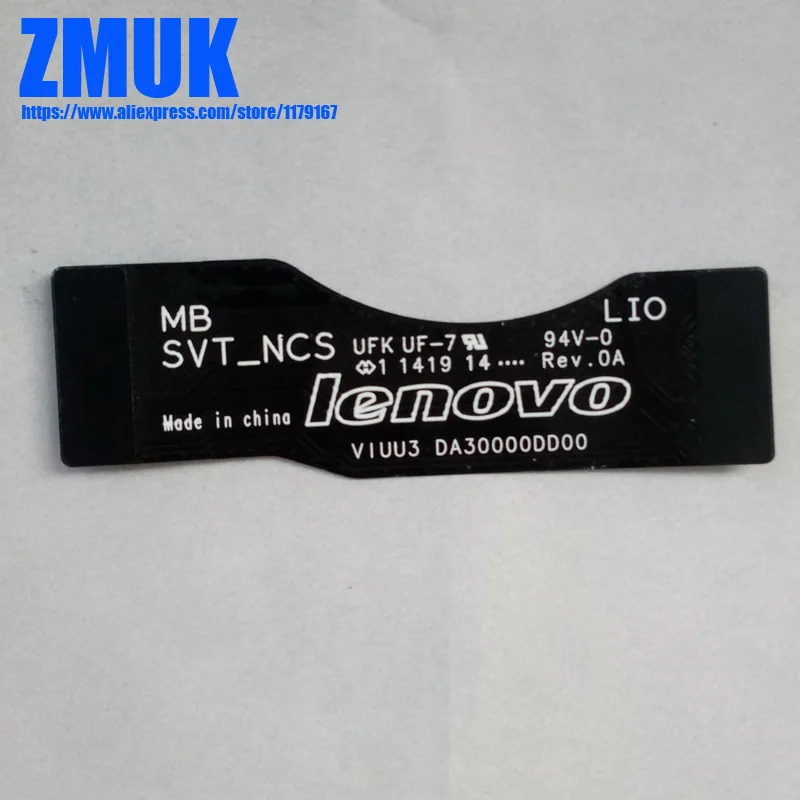 ZMUK
https://www.aliexpress.com/store/1179167
MB
LIO
SVT_NCS
UFK UF-7 94V-0
1 1419 14.... Rev.0A
Made in china
lenovo
VIUU3 DA30000DD00